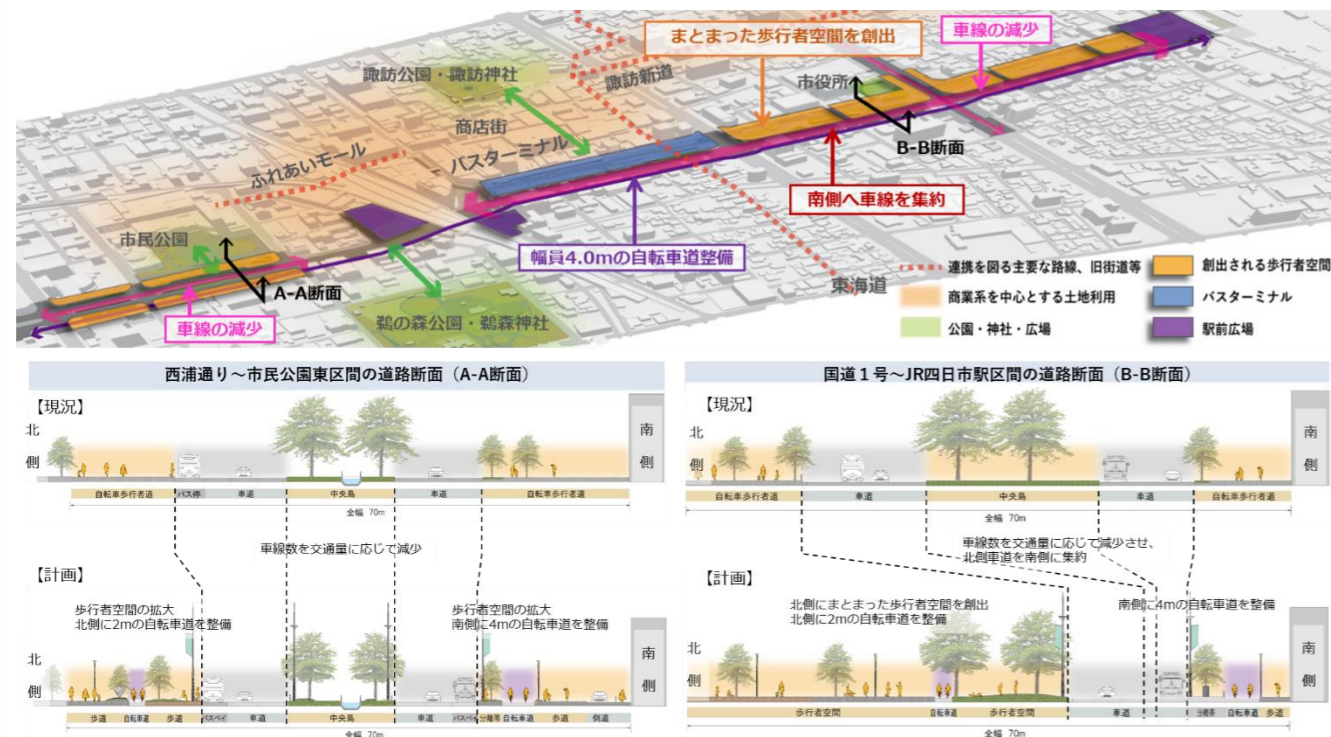 まとまった歩行者空間を創出
車線の減少
諏訪公園・諏訪神社
諏訪新道
市役所
商店街
バスターミナル
ふれあいモール
B-B断面
南側へ車線を集約
市民公園
幅員4.0mの自転車道整備
A-A断面
東海道
車線の減少
鵜の森公園・鵜森神社
連携を図る主要な路線、旧街道等
創出される歩行者空間
商業系を中心とする土地利用
バスターミナル
公園・神社・広場
駅前広場
西浦通り～市民公園東区間の道路断面（A-A断面）
【現況】
北
側
南
側
自転車歩行者道
バス停
車道
中央島
車道
自転車歩行者道
全幅 70m
車線数を交通量に応じて減少
【計画】
歩行者空間の拡大
北側に2mの自転車道を整備
歩行者空間の拡大
南側に4mの自転車道を整備
北
側
南
側
歩道
自転車道
歩道
バスベイ
車道
中央島
車道
バスベイ
分離帯
自転車道
歩道
側道
全幅 70m
国道１号～JR四日市駅区間の道路断面（B-B断面）
【現況】
北
側
南
側
自転車歩行者道
車道
中央島
車道
自転車歩行者道
全幅 70m
車線数を交通量に応じて減少させ、
北側車道を南側に集約
【計画】
北側にまとまった歩行者空間を創出
北側に2mの自転車道を整備
南側に4mの自転車道を整備
北
側
南
側
歩行者空間
自転車道
歩行者空間
車道
分離帯
自転車道
歩道
全幅 70m